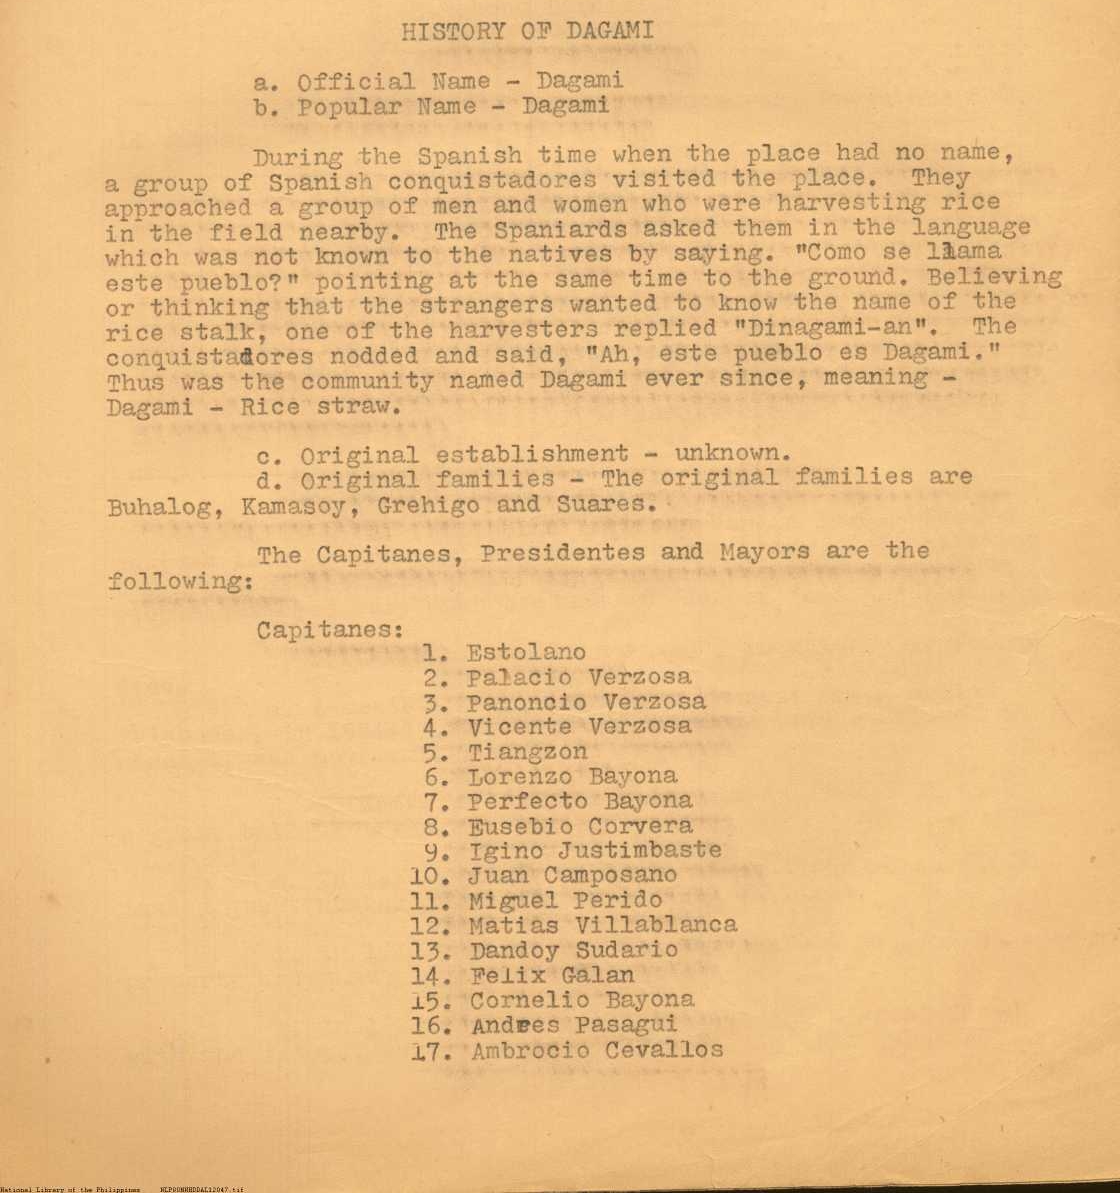 HISTORY OF DAGAMI
a. Official Name - Dagami
b. Popular Name - Dagami
During the Spanish time when the place had no name,
a group of Spanish conquistadores visited the place. They
approached a group of men and women who were harvesting rice
in the field nearby. The Spaniards asked them in the language
which was not known to the natives by saying. "Como se llama
este pueblo?" pointing at the same time to the ground. Believing
or thinking that the strangers wanted to know the name of the
rice stalk, one of the harvesters replied "Dinagami-an". The
conquistadores nodded and said, "Ah, este pueblo es Dagami."
Thus was the community named Dagami ever since, meaning -
Dagami - Rice straw.
c. Original establishment - unknown.
d. Original families - The original families are
Buhalog, Kamasoy, Grehigo and Suares.
The Capitanes, Presidentes and Mayors are the
following:
Capitanes:
1. Estolano
2. Palacio Verzosa
3. Panoncio Verzosa
4. Vicente Verzosa
5. Tiangzon
6. Lorenzo Bayona
7. Perfecto Bayona
8. Eusebio Corvera
9. Igino Justimbaste
10. Juan Camposano
11. Miguel Perido
12. Matias Villablanca
13. Dandoy Sudario
14. Felix Galan
15. Cornelio Bayona
16. Andres Pasagui
17. Ambrocio Cevallos
National Library of the Philippines NLP00NHHDDAL12047.tif